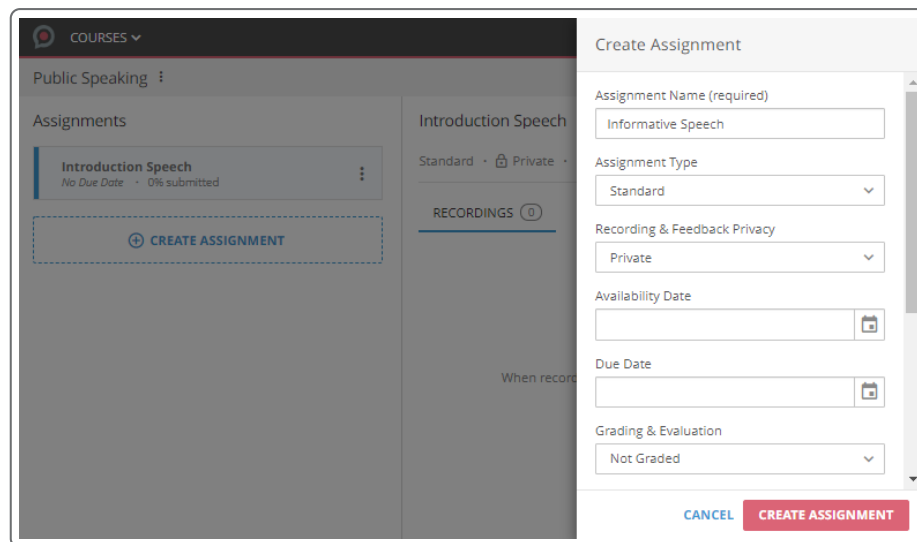 COURSES
Public Speaking
Assignments
Introduction Speech
No Due Date · 0% submitted
CREATE ASSIGNMENT
Introduction Speech
Standard · Private ·
RECORDINGS 0
When
Create Assignment
Assignment Name (required)
Informative Speech
Assignment Type
Standard
Recording & Feedback Privacy
Private
Availability Date
Due Date
Grading & Evaluation
Not Graded
CANCEL
CREATE ASSIGNMENT